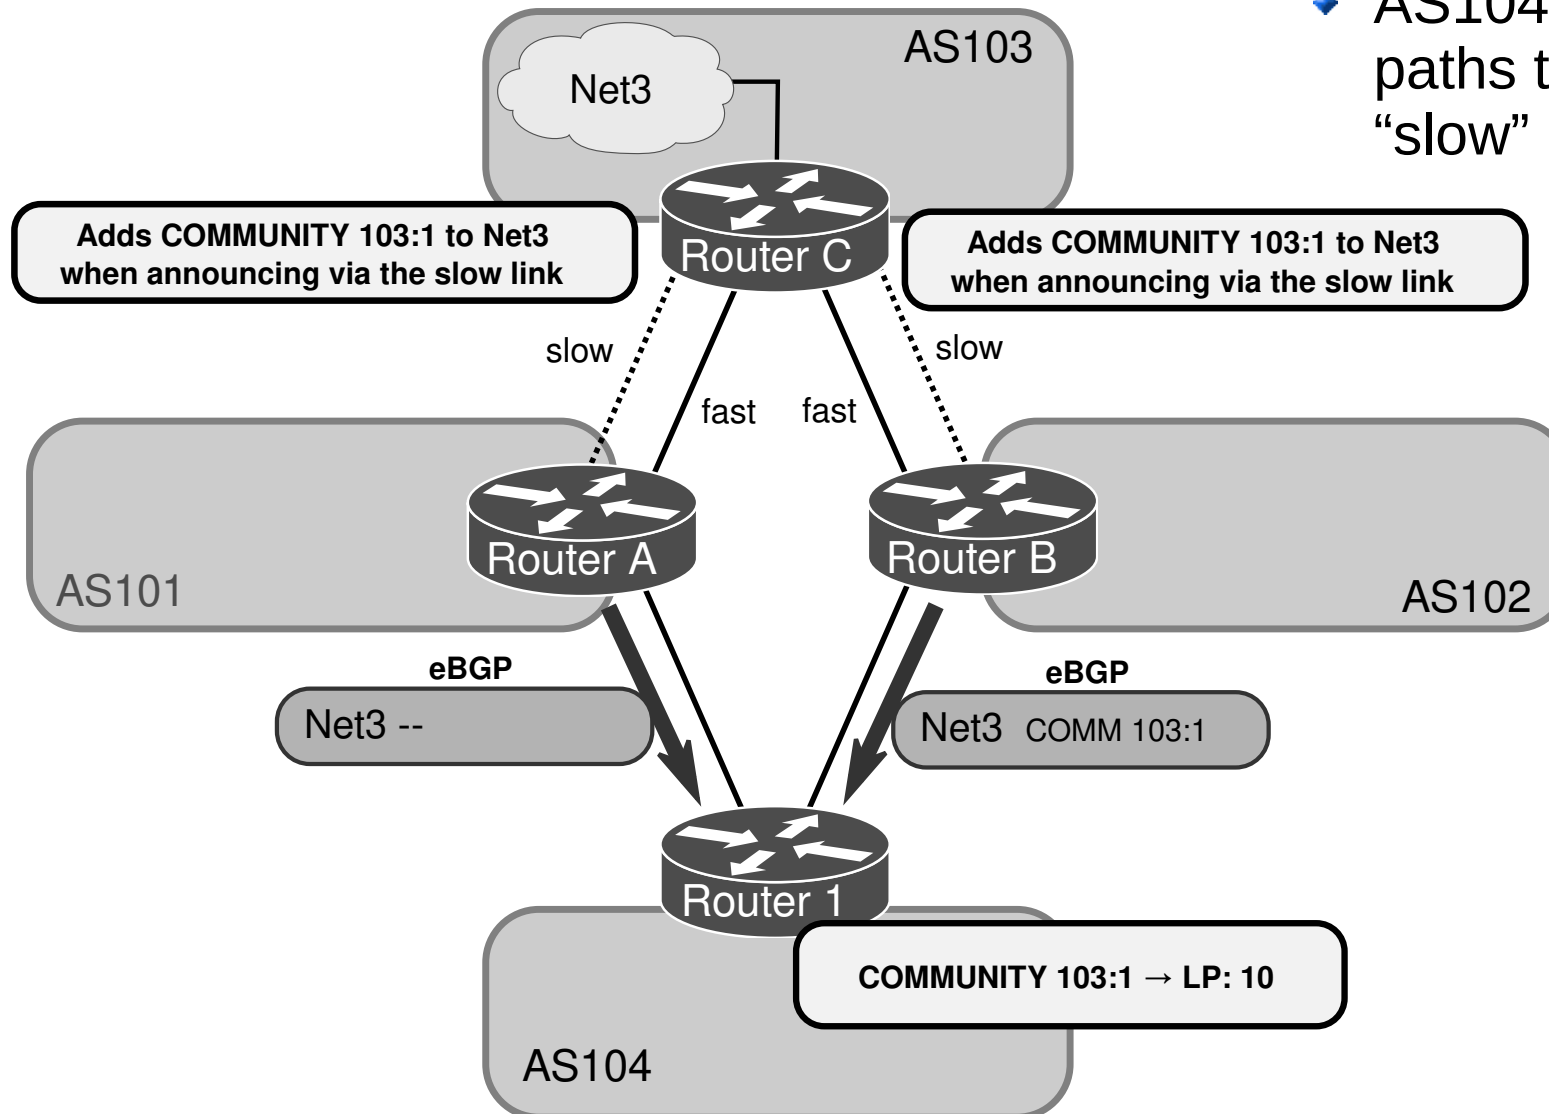 AS104
paths t
“slow”
AS103
Net3
Router C
Adds COMMUNITY 103:1 to Net3
when announcing via the slow link
Adds COMMUNITY 103:1 to Net3
when announcing via the slow link
slow
slow
fast
fast
Router A
Router B
AS101
AS102
eBGP
eBGP
Net3 --
Net3 COMM 103:1
Router 1
COMMUNITY 103:1 → LP: 10
AS104